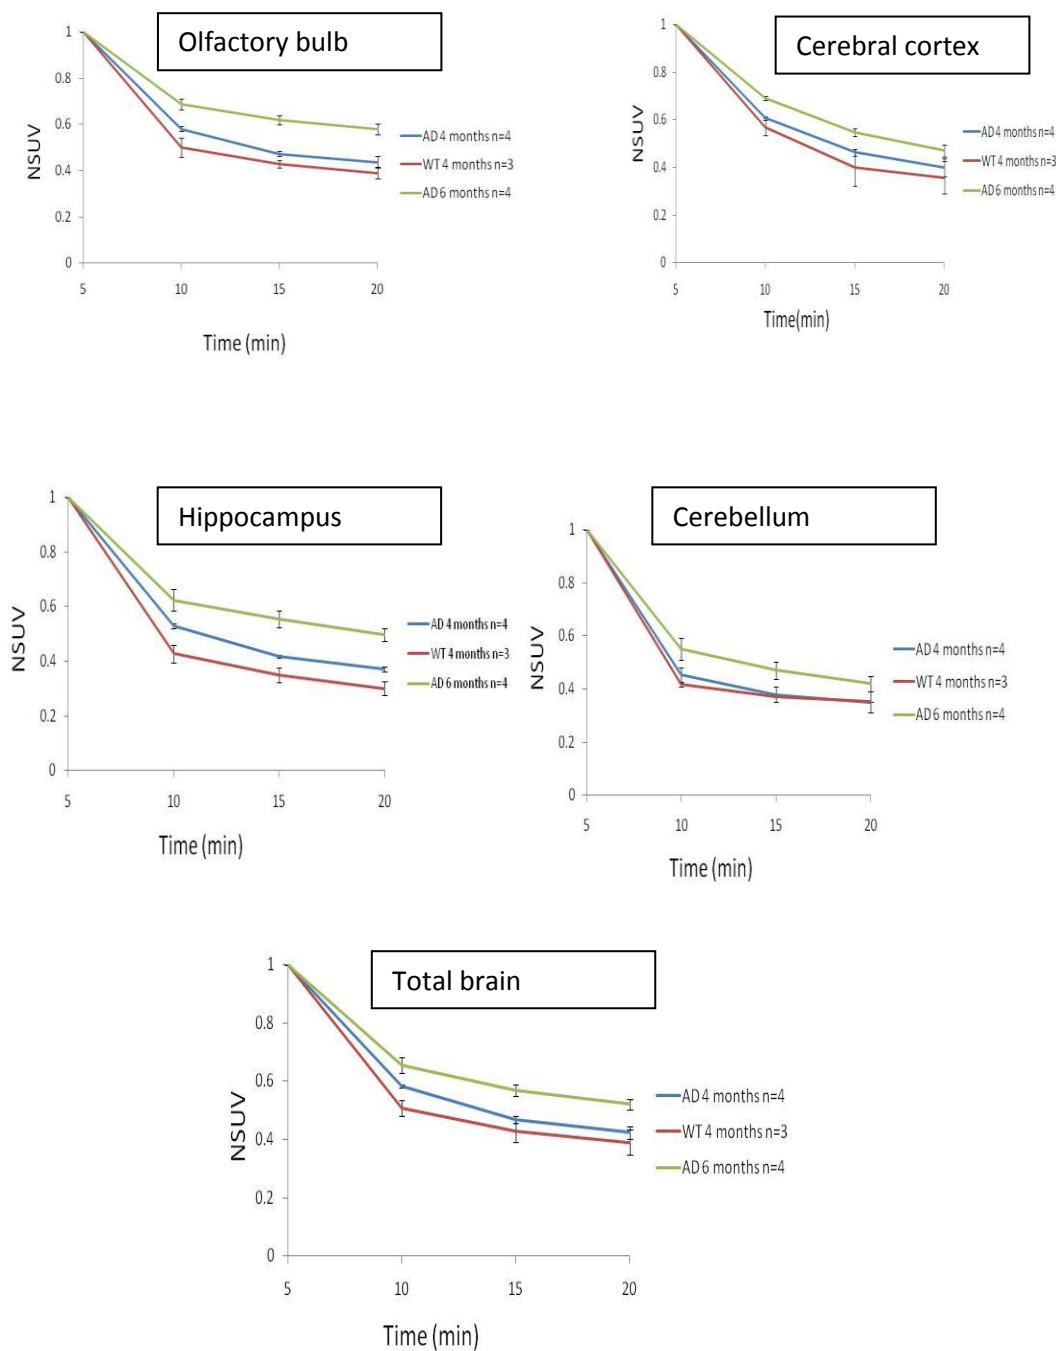 Olfactory bulb
1
0.8
0.6
0.4
0.2
0
NSUV
5 10 15 20
Time (min)
AD 4 months n=4
WT 4 months n=3
AD 6 months n=4
Cerebral cortex
1
0.8
0.6
0.4
0.2
0
NSUV
5 10 15 20
Time(min)
AD 4 months n=4
WT 4 months n=3
AD 6 months n=4
Hippocampus
1
0.8
0.6
0.4
0.2
0
NSUV
5 10 15 20
Time (min)
AD 4 months n=4
WT 4 months n=3
AD 6 months n=4
Cerebellum
1
0.8
0.6
0.4
0.2
0
NSUV
5 10 15 20
Time (min)
AD 4 months n=4
WT 4 months n=3
AD 6 months n=4
Total brain
1
0.8
0.6
0.4
0.2
0
NSUV
5 10 15 20
Time (min)
AD 4 months n=4
WT 4 months n=3
AD 6 months n=4